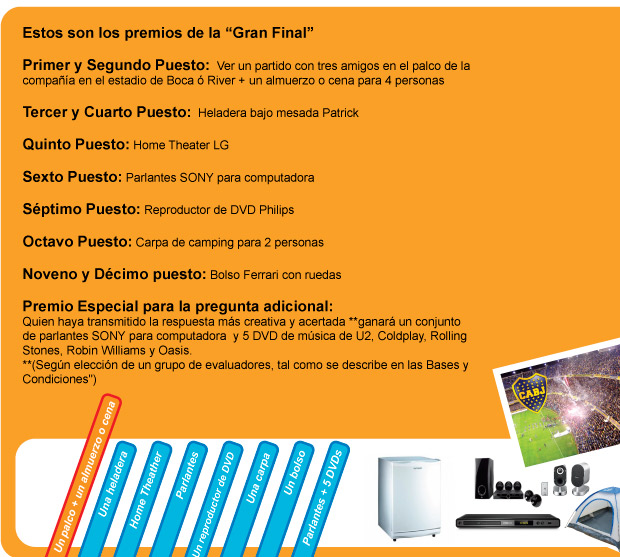 Estos son los premios de la “Gran Final”
Primer y Segundo Puesto: Ver un partido con tres amigos en el palco de la
compañía en el estadio de Boca ó River + un almuerzo o cena para 4 personas
Tercer y Cuarto Puesto: Heladera bajo mesada Patrick
Quinto Puesto: Home Theater LG
Sexto Puesto: Parlantes SONY para computadora
Séptimo Puesto: Reproductor de DVD Philips
Octavo Puesto: Carpa de camping para 2 personas
Noveno y Décimo puesto: Bolso Ferrari con ruedas
Premio Especial para la pregunta adicional:
Quien haya transmitido la respuesta más creativa y acertada **ganará un conjunto
de parlantes SONY para computadora y 5 DVD de música de U2, Coldplay, Rolling
Stones, Robin Williams y Oasis.
**(Según elección de un grupo de evaluadores, tal como se describe en las Bases y
Condiciones")
Un palco + un almuerzo o cena
Una heladera
Home Theather
Parlantes
Un reproductor de DVD
Una carpa
Un bolso
Parlantes + 5 DVDs
CABJ